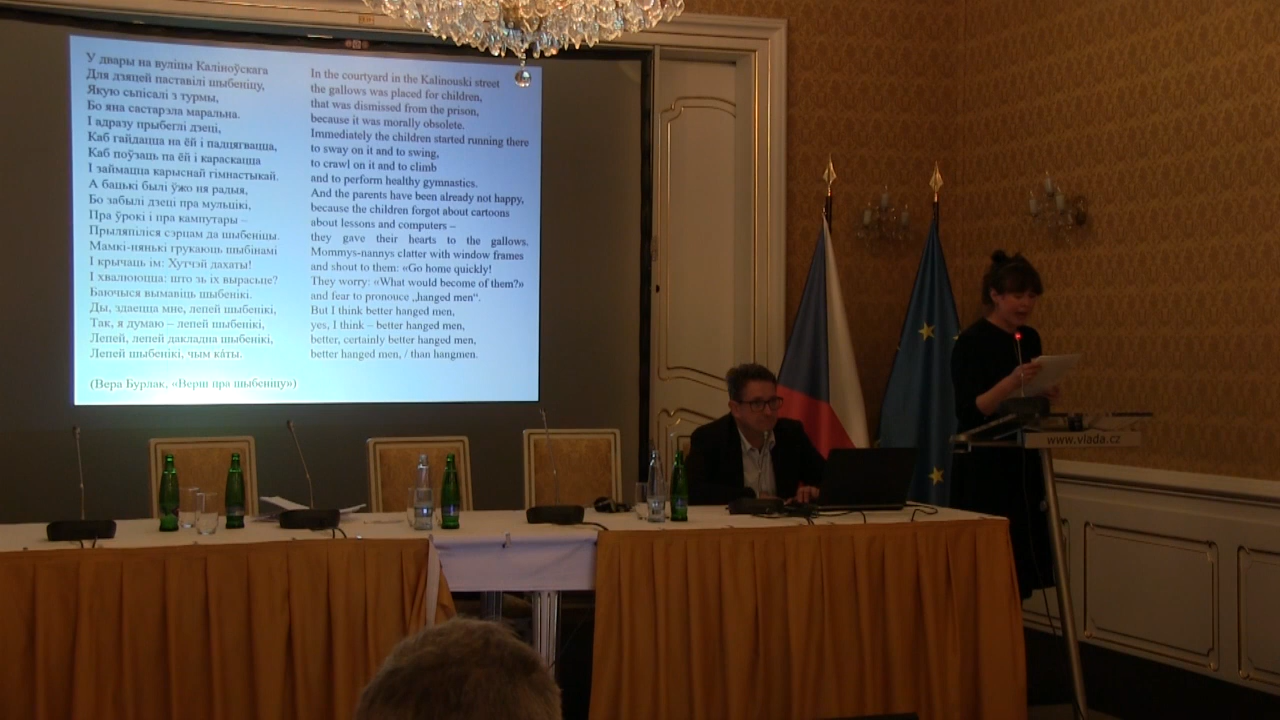 У двары на вуліцы Каліноўскага
Для дзяцей паставілі шыбеніцу,
Якую сьпісалі з турмы,
Бо яна састарэла маральна.
І адразу прыбеглі дзеці,
Каб гайдацца на ёй і падцягвацца,
Каб поўзаць па ёй і караскацца
І займацца карыснай гімнастыкай.
А бацькі былі ўжо ня радыя,
Бо забылі дзеці пра мульцікі,
Пра ўрокі і пра кампутары –
Прыляпіліся сэрцам да шыбеніцы.
Мамкі-нянькі грукаюць шыбінамі
І крычаць ім: Хутчэй дахаты!
І хвалююцца: што зь іх вырасьце?
Баючыся вымавіць шыбенікі.
Ды, здаецца мне, лепей шыбенікі,
Так, я думаю – лепей шыбенікі,
Лепей, лепей дакладна шыбенікі,
Лепей шыбенікі, чым ка́ты.
(Вера Бурлак, «Верш пра шыбеніцу»)
In the courtyard in the Kalinouski street
the gallows was placed for children,
that was dismissed from the prison,
because it was morally obsolete.
Immediately the children started running there
to sway on it and to swing,
to crawl on it and to climb
and to perform healthy gymnastics.
And the parents have been already not happy,
because the children forgot about cartoons
about lessons and computers –
they gave their hearts to the gallows.
Mommys-nannys clatter with window frames
and shout to them: «Go home quickly!
They worry: «What would become of them?»
and fear to pronouce „hanged men“.
But I think better hanged men,
yes, I think – better hanged men,
better, certainly better hanged men,
better hanged men, / than hangmen.
www.vlada.cz